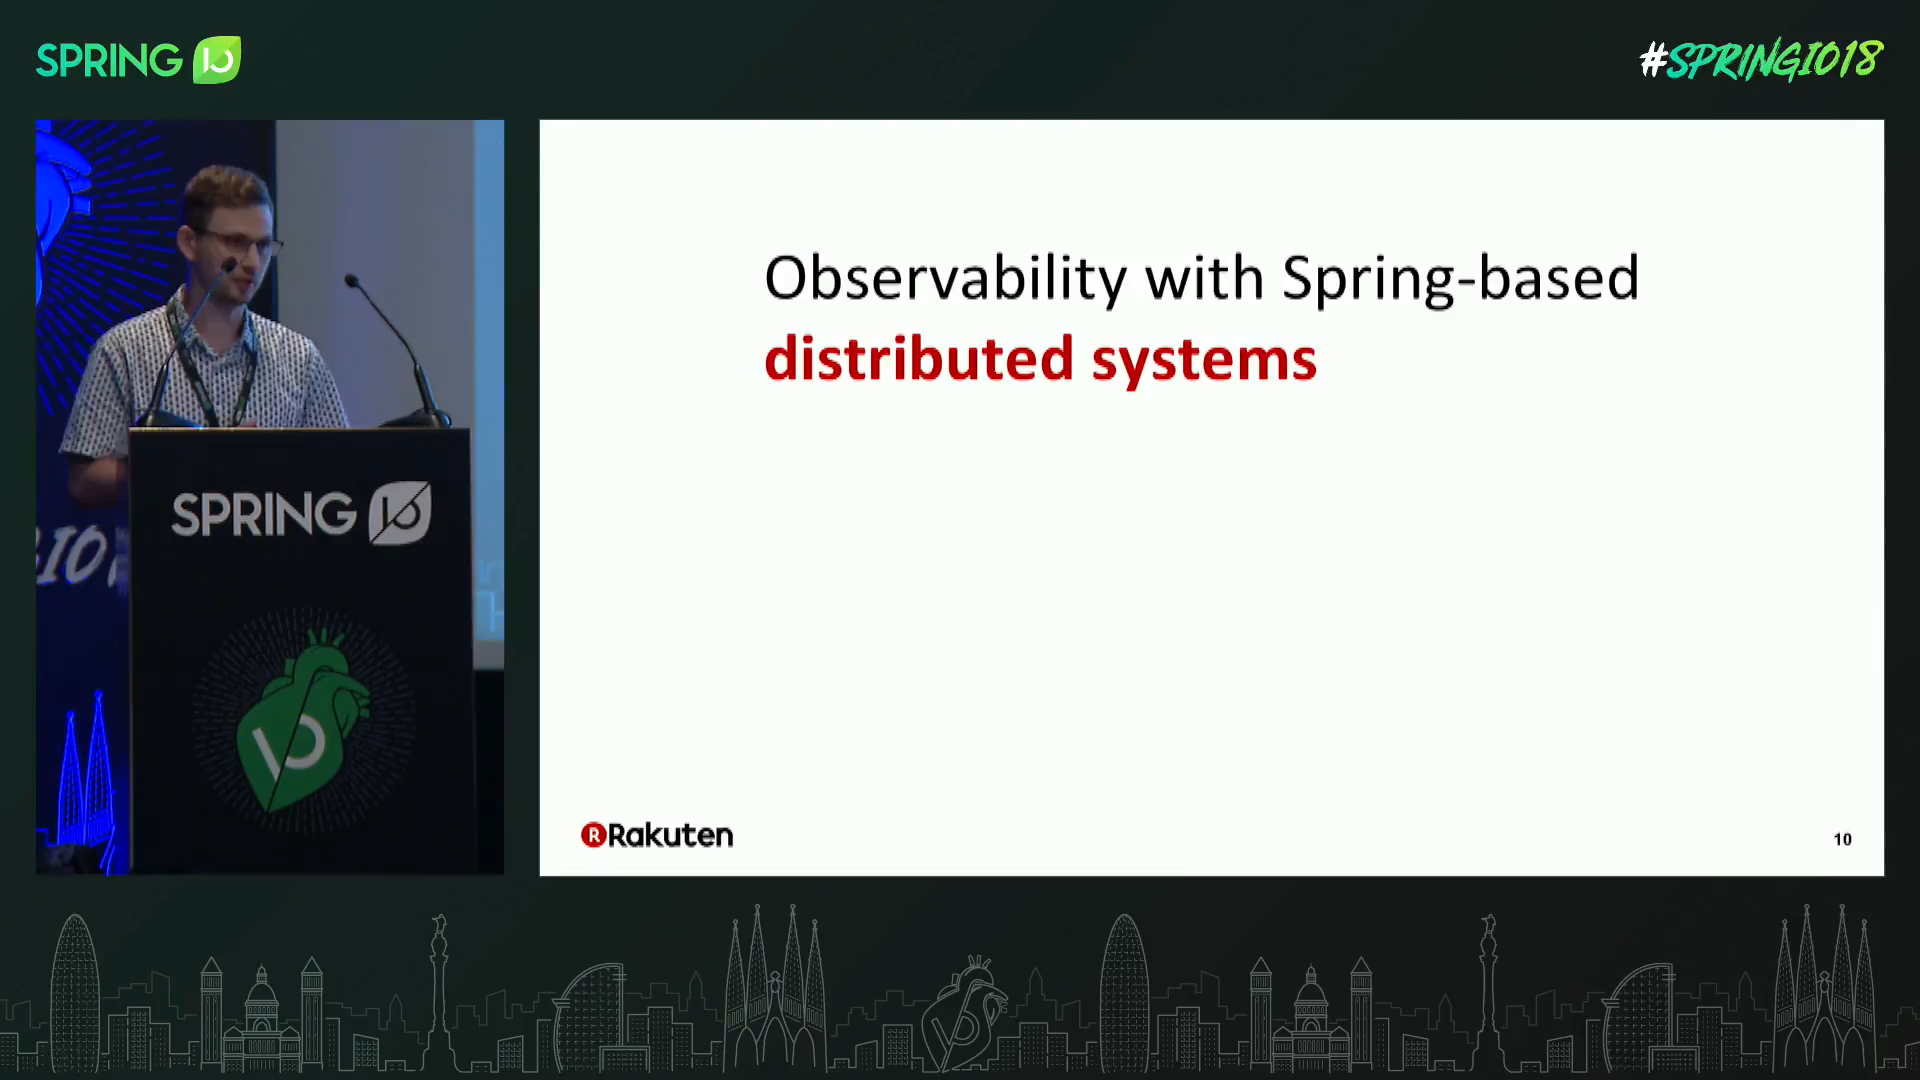 SPRING IO
#SPRINGIO18
SPRING IO
Observability with Spring-based
distributed systems
Rakuten
10